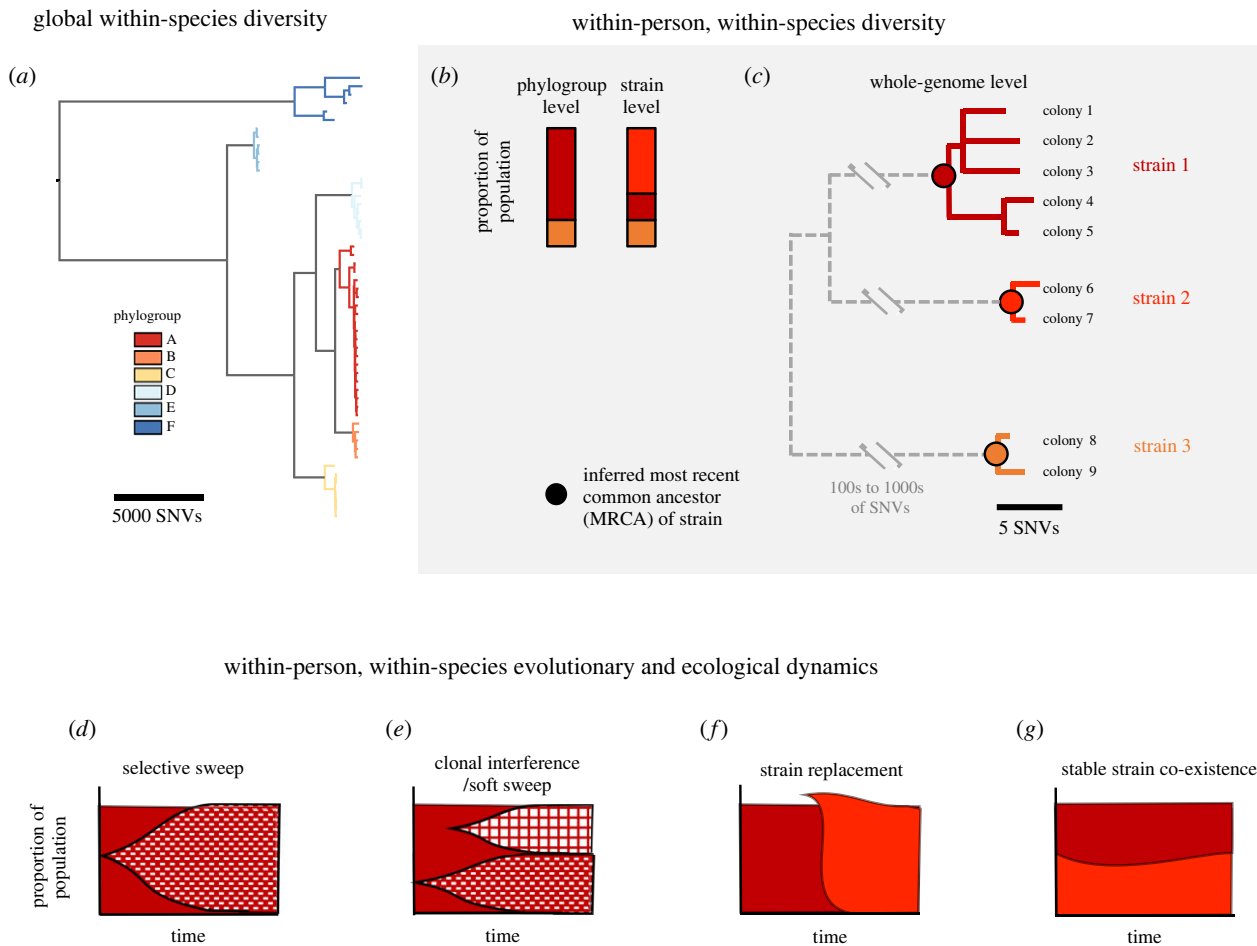 global within-species diversity
within-person, within-species diversity
(a)
phylogroup
A
B
C
D
E
F
5000 SNVs
(b)
phylogroup
level
strain
level
proportion of
population
inferred most recent
common ancestor
(MRCA) of strain
(c)
whole-genome level
colony 1
colony 2
colony 3
colony 4
colony 5
strain 1
colony 6
colony 7
strain 2
colony 8
colony 9
strain 3
100s to 1000s
of SNVs
5 SNVs
within-person, within-species evolutionary and ecological dynamics
(d)
selective sweep
proportion of
population
time
(e)
clonal interference
/soft sweep
time
(f)
strain replacement
time
(g)
stable strain co-existence
time